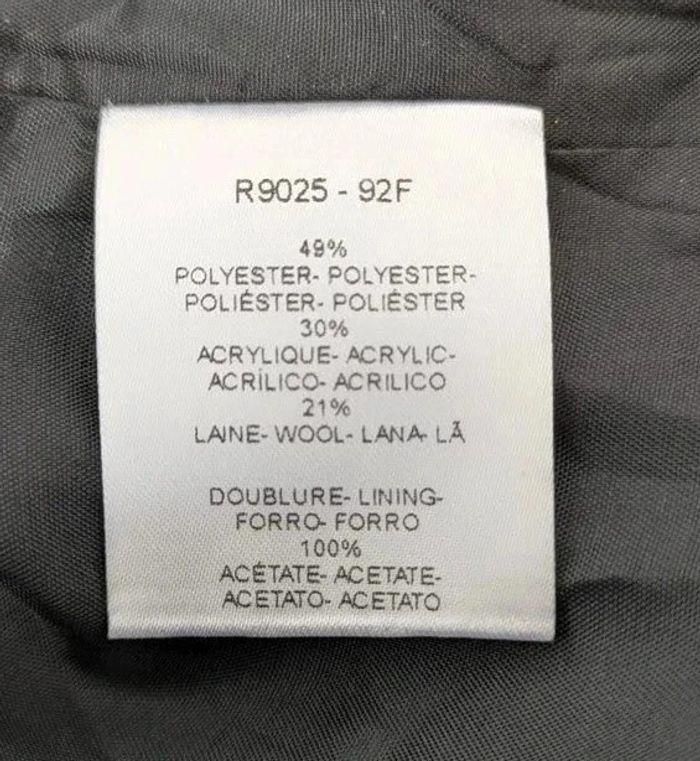 R9025 - 92F
49%
POLYESTER- POLYESTER-
POLIÉSTER- POLIÉSTER
30%
ACRYLIQUE- ACRYLIC-
ACRÍLICO- ACRILICO
21%
LAINE- WOOL- LANA- LÃ
DOUBLURE- LINING-
FORRO- FORRO
100%
ACÉTATE- ACETATE-
ACETATO- ACETATO